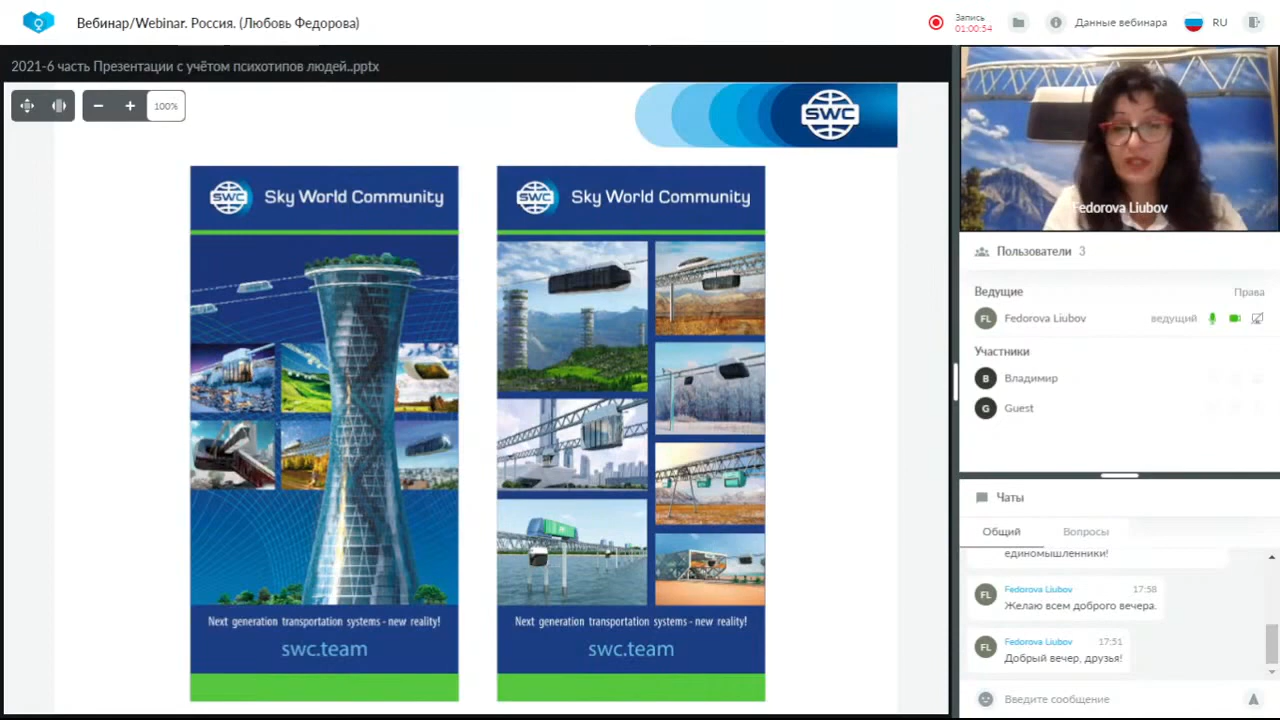 Вебинар/Webinar. Россия. (Любовь Федорова)
Запись
01:00:54
Данные вебинара
RU
2021-6 часть Презентации с учётом психотипов людей..pptx
100%
SWC
SWC Sky World Community
Next generation transportation systems - new reality!
swc.team
SWC Sky World Community
Next generation transportation systems - new reality!
swc.team
Fedorova Liubov
Пользователи 3
Ведущие Права
FL Fedorova Liubov ведущий
Участники
В Владимир
G Guest
Чаты
Общий Вопросы
единомышленники!
FL Fedorova Liubov 17:58
Желаю всем доброго вечера.
FL Fedorova Liubov 17:51
Добрый вечер, друзья!
Введите сообщение